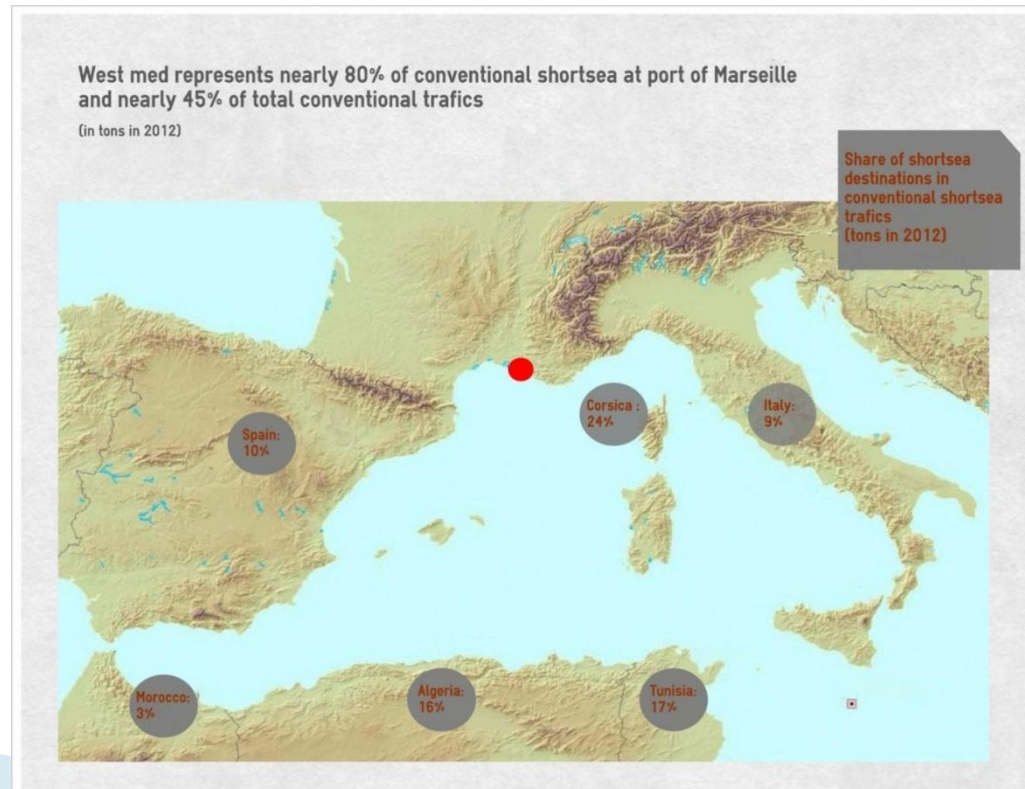 West med represents nearly 80% of conventional shortsea at port of Marseille
and nearly 45% of total conventional trafics
(in tons in 2012)
Share of shortsea
destinations in
conventional shortsea
trafics
(tons in 2012)
Corsica :
24%
Italy:
9%
Spain:
10%
Morocco:
3%
Algeria:
16%
Tunisia:
17%